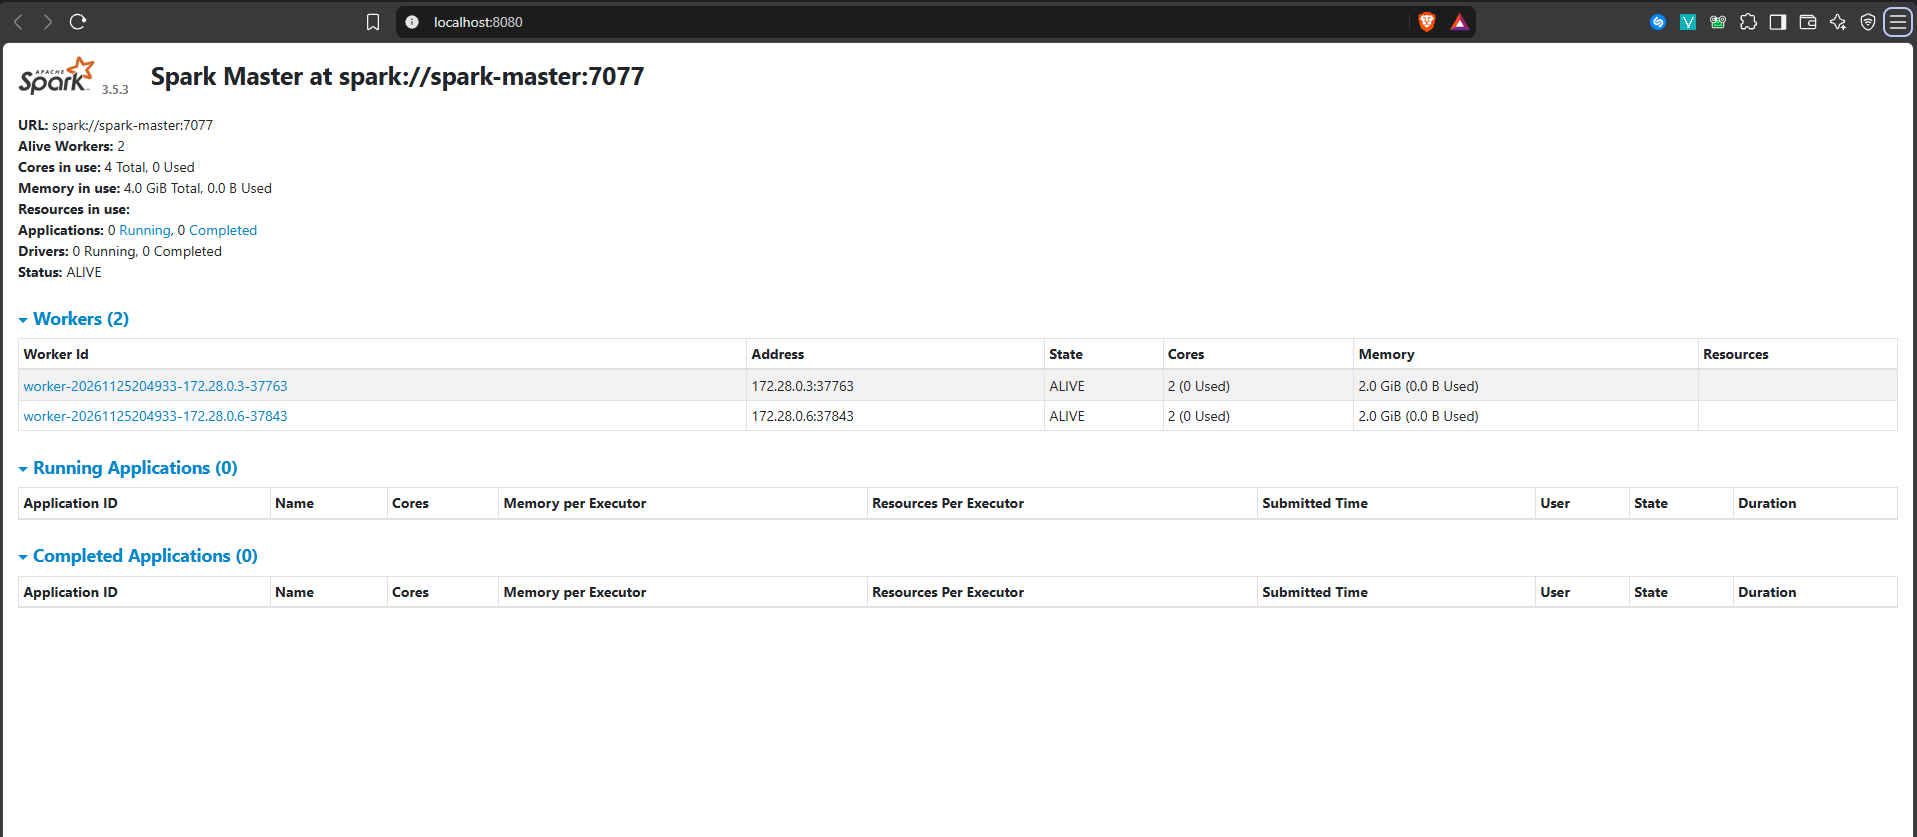 localhost:8080
APACHE
Spark 3.5.3
Spark Master at spark://spark-master:7077
URL: spark://spark-master:7077
Alive Workers: 2
Cores in use: 4 Total, 0 Used
Memory in use: 4.0 GiB Total, 0.0 B Used
Resources in use:
Applications: 0 Running, 0 Completed
Drivers: 0 Running, 0 Completed
Status: ALIVE
Workers (2)
Worker Id Address State Cores Memory Resources
worker-20261125204933-172.28.0.3-37763 172.28.0.3:37763 ALIVE 2 (0 Used) 2.0 GiB (0.0 B Used)
worker-20261125204933-172.28.0.6-37843 172.28.0.6:37843 ALIVE 2 (0 Used) 2.0 GiB (0.0 B Used)
Running Applications (0)
Application ID Name Cores Memory per Executor Resources Per Executor Submitted Time User State Duration
Completed Applications (0)
Application ID Name Cores Memory per Executor Resources Per Executor Submitted Time User State Duration